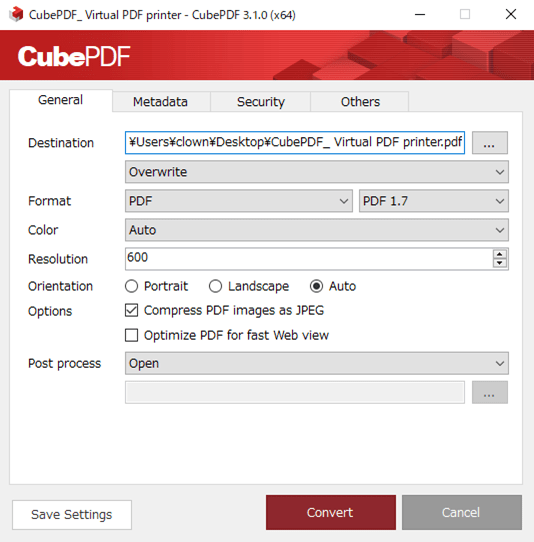 CubePDF_ Virtual PDF printer - CubePDF 3.1.0 (x64)
CubePDF
General Metadata Security Others
Destination ¥Users¥clown¥Desktop¥CubePDF_ Virtual PDF printer.pdf ...
Overwrite
Format PDF PDF 1.7
Color Auto
Resolution 600
Orientation Portrait Landscape Auto
Options Compress PDF images as JPEG
Optimize PDF for fast Web view
Post process Open
...
Save Settings Convert Cancel